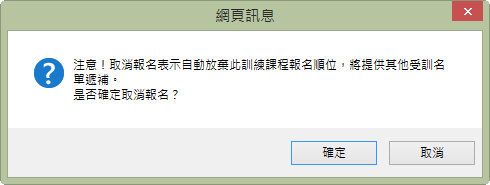 網頁訊息
注意！取消報名表示自動放棄此訓練課程報名順位，將提供其他受訓名
單遞補。
是否確定取消報名？
確定
取消